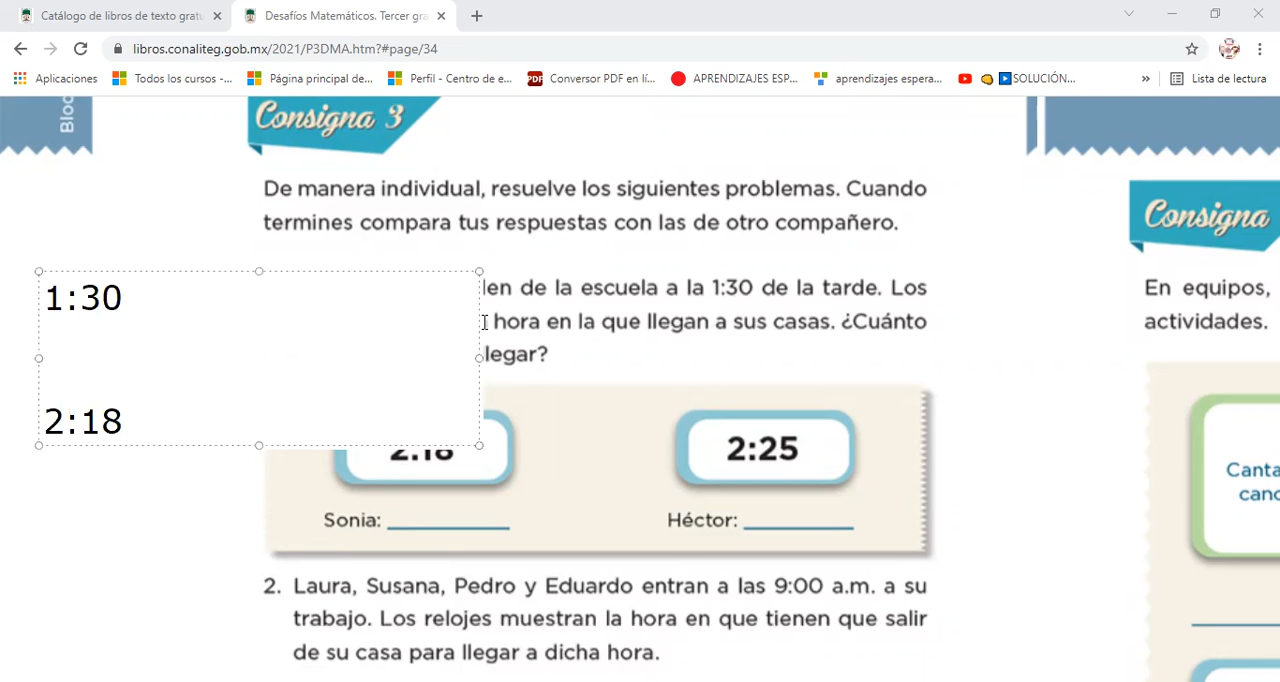 Catálogo de libros de texto gratu
Desafíos Matemáticos. Tercer gra
libros.conaliteg.gob.mx/2021/P3DMA.htm?#page/34
Aplicaciones
Todos los cursos -...
Página principal de...
Perfil - Centro de e...
PDF
Conversor PDF en lí...
APRENDIZAJES ESP...
aprendizajes espera...
SOLUCIÓN...
»
Lista de lectura
Bloc
Consigna 3
De manera individual, resuelve los siguientes problemas. Cuando
termines compara tus respuestas con las de otro compañero.
len de la escuela a la 1:30 de la tarde. Los
hora en la que llegan a sus casas. ¿Cuánto
legar?
1:30
2:18
2:18
2:25
Sonia:
Héctor:
2. Laura, Susana, Pedro y Eduardo entran a las 9:00 a.m. a su
trabajo. Los relojes muestran la hora en que tienen que salir
de su casa para llegar a dicha hora.
Consigna
En equipos,
actividades.
Canta
canc